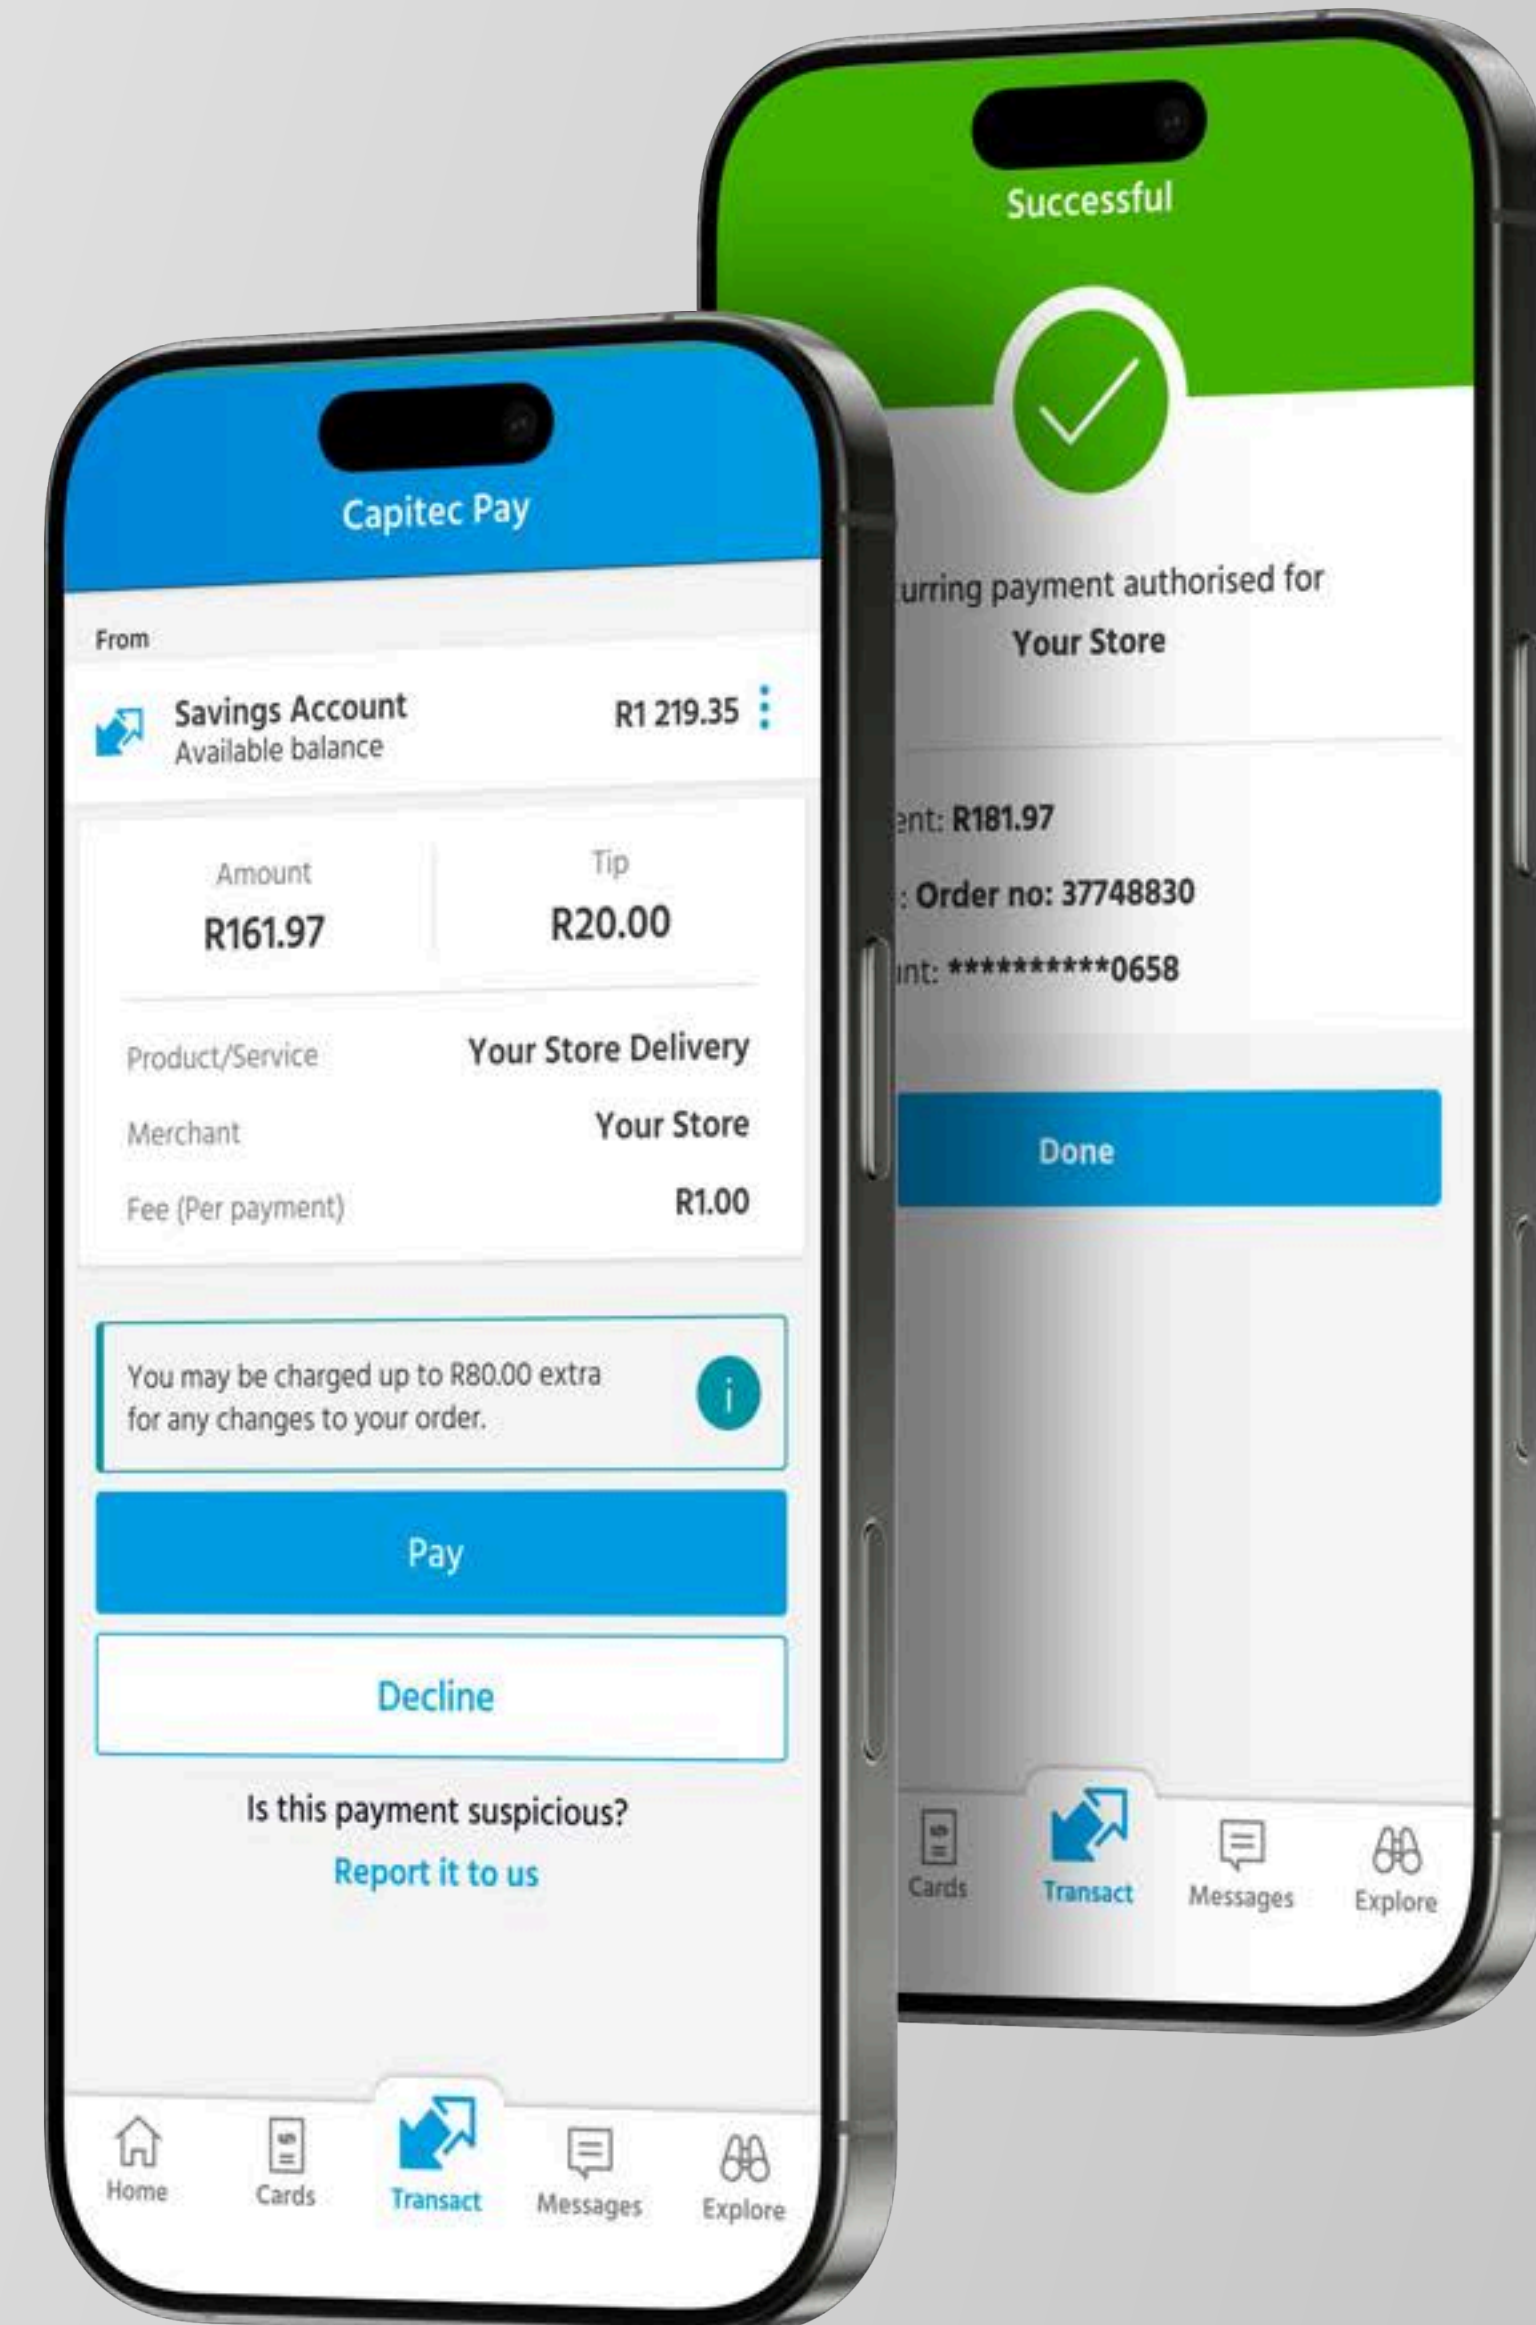 Capitec Pay
From
Savings Account
R1 219.35
Available balance
Amount
Tip
R161.97
R20.00
Product/Service
Your Store Delivery
Merchant
Your Store
Fee (Per payment)
R1.00
You may be charged up to R80.00 extra
for any changes to your order.
i
Pay
Decline
Is this payment suspicious?
Report it to us
Home
Cards
Transact
Messages
Explore
Successful
payment authorised for
Your Store
R181.97
: Order no: 37748830
**********0658
Done
Cards
Transact
Messages
Explore